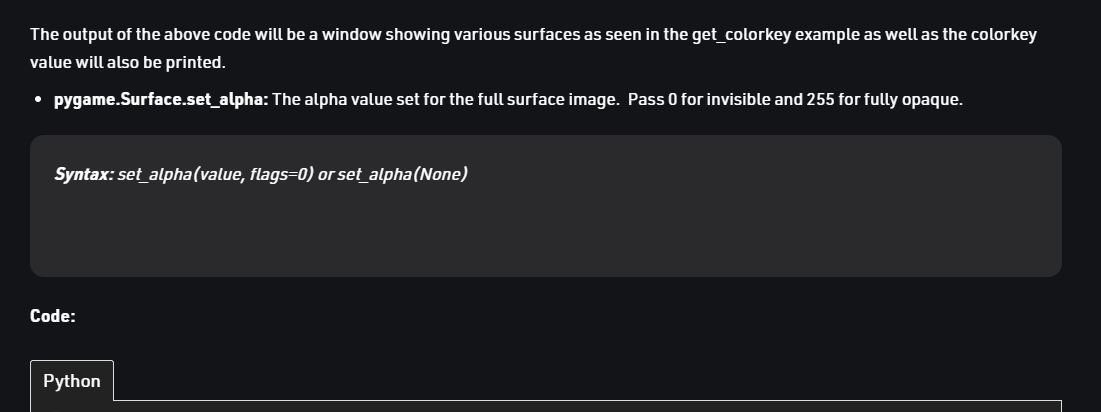 The output of the above code will be a window showing various surfaces as seen in the get_colorkey example as well as the colorkey
value will also be printed.
• pygame.Surface.set_alpha: The alpha value set for the full surface image.  Pass 0 for invisible and 255 for fully opaque.
Syntax: set_alpha(value, flags=0) or set_alpha(None)
Code:
Python